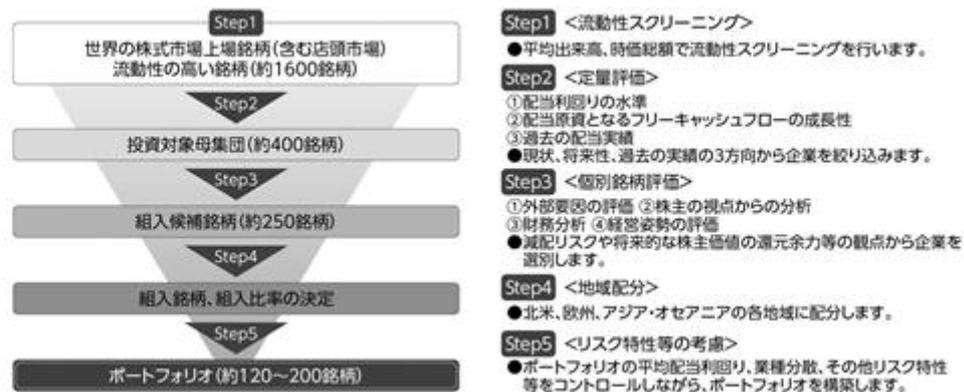 Step1
世界の株式市場上場銘柄(含む店頭市場)
流動性の高い銘柄(約1600銘柄)
Step2
投資対象母集団(約400銘柄)
Step3
組入候補銘柄(約250銘柄)
Step4
組入銘柄、組入比率の決定
Step5
ポートフォリオ(約120～200銘柄)
Step1 <流動性スクリーニング>
●平均出来高、時価総額で流動性スクリーニングを行います。
Step2 <定量評価>
①配当利回りの水準
②配当原資となるフリーキャッシュフローの成長性
③過去の配当実績
●現状、将来性、過去の実績の3方向から企業を絞り込みます。
Step3 <個別銘柄評価>
①外部要因の評価 ②株主の視点からの分析
③財務分析 ④経営姿勢の評価
●減配リスクや将来的な株主価値の還元余力等の観点から企業を
選別します。
Step4 <地域配分>
●北米、欧州、アジア・オセアニアの各地域に配分します。
Step5 <リスク特性等の考慮>
●ポートフォリオの平均配当利回り、業種分散、その他リスク特性
等をコントロールしながら、ポートフォリオを構築します。